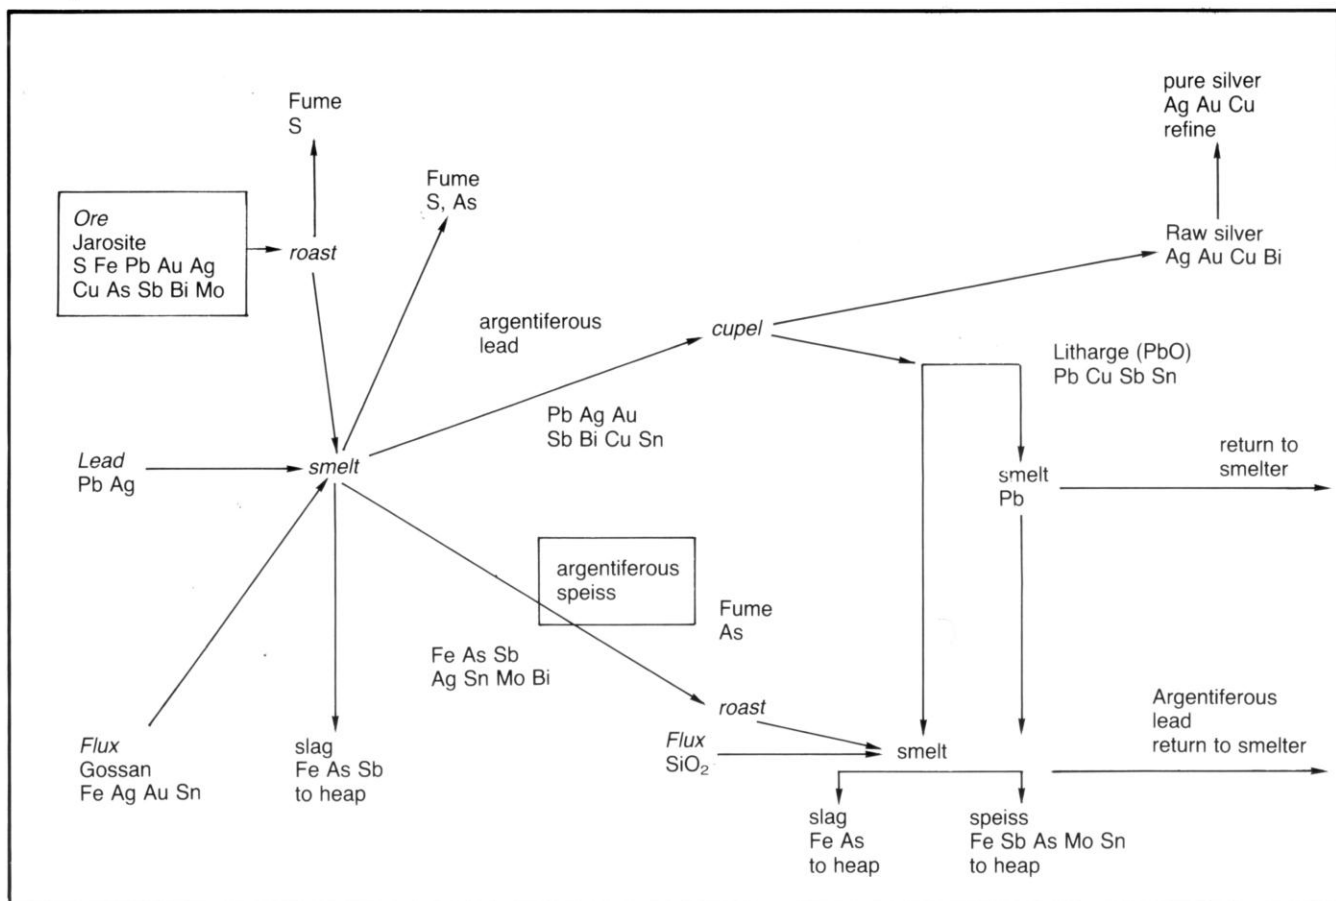 Fume
S
Fume
S, As
pure silver
Ag Au Cu
refine
Ore
Jarosite
S Fe Pb Au Ag
Cu As Sb Bi Mo
roast
Raw silver
Ag Au Cu Bi
argentiferous
lead
cupel
Litharge (PbO)
Pb Cu Sb Sn
Pb Ag Au
Sb Bi Cu Sn
Lead
Pb Ag
smelt
smelt
Pb
return to
smelter
argentiferous
speiss
Fume
As
Fe As Sb
Ag Sn Mo Bi
roast
Flux
Gossan
Fe Ag Au Sn
slag
Fe As Sb
to heap
Flux
SiO₂
smelt
Argentiferous
lead
return to smelter
slag
Fe As
to heap
speiss
Fe Sb As Mo Sn
to heap